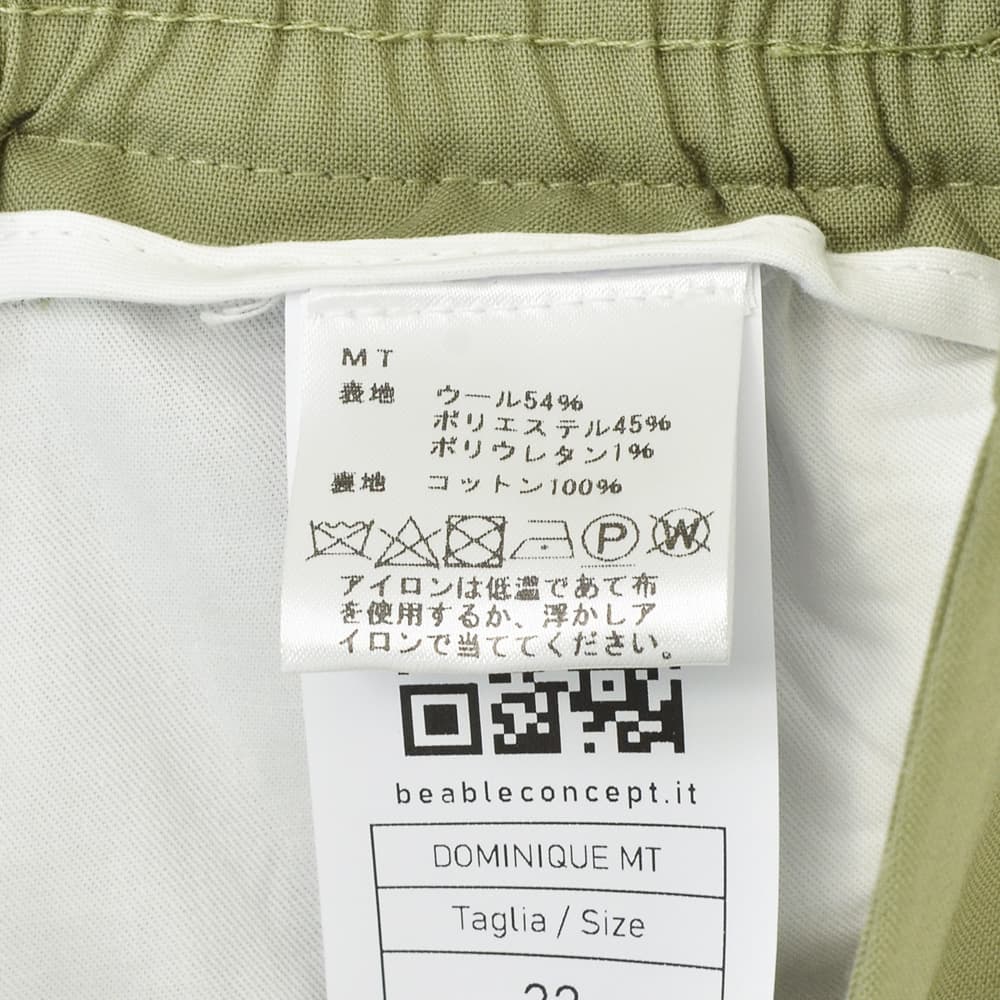 MT
表地 ウール54%
ポリエステル45%
ポリウレタン1%
裏地 コットン100%
P W
アイロンは低温であて布
を使用するか、浮かしア
イロンで当ててください。
beableconcept.it
DOMINIQUE MT
Taglia / Size